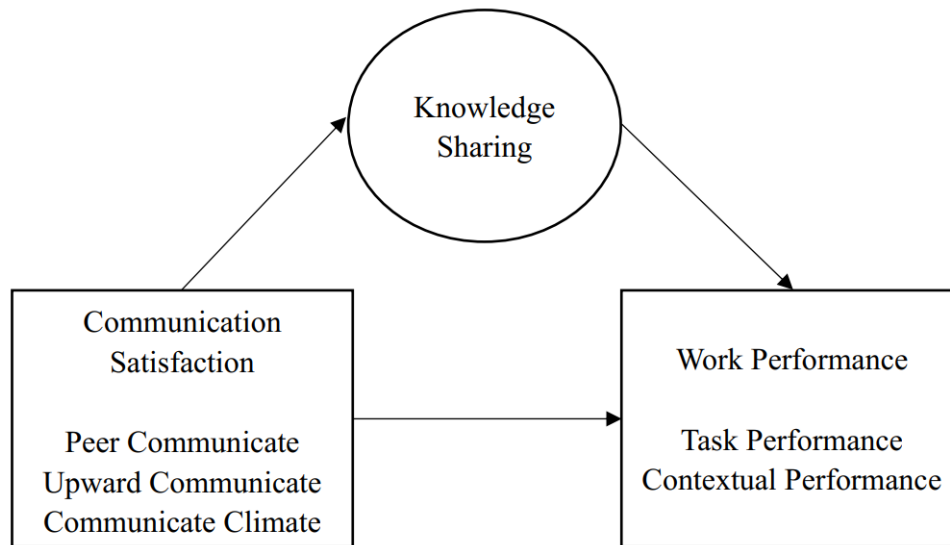 Knowledge
Sharing
Communication
Satisfaction
Peer Communicate
Upward Communicate
Communicate Climate
Work Performance
Task Performance
Contextual Performance